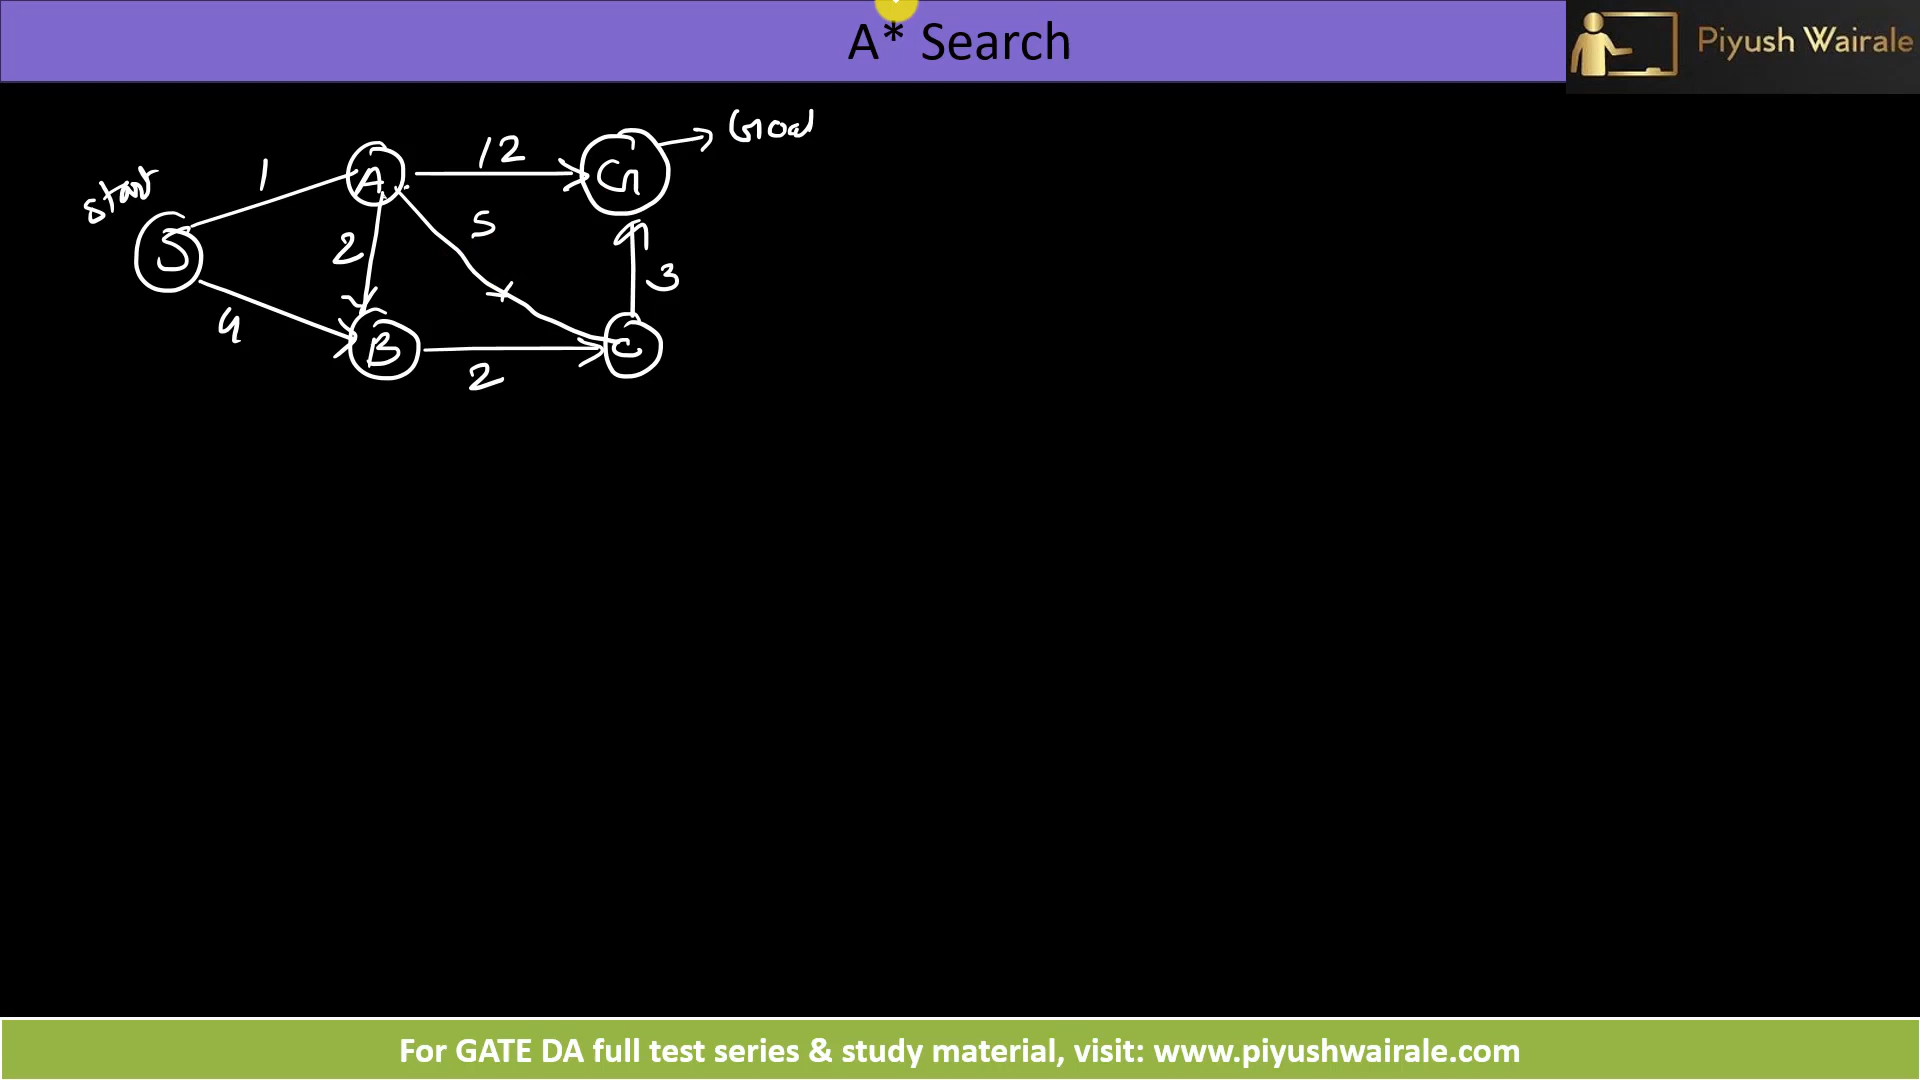 A* Search
Piyush Wairale
Goal
start
1
12
A
G
S
2
5
3
4
B
C
2
For GATE DA full test series & study material, visit: www.piyushwairale.com